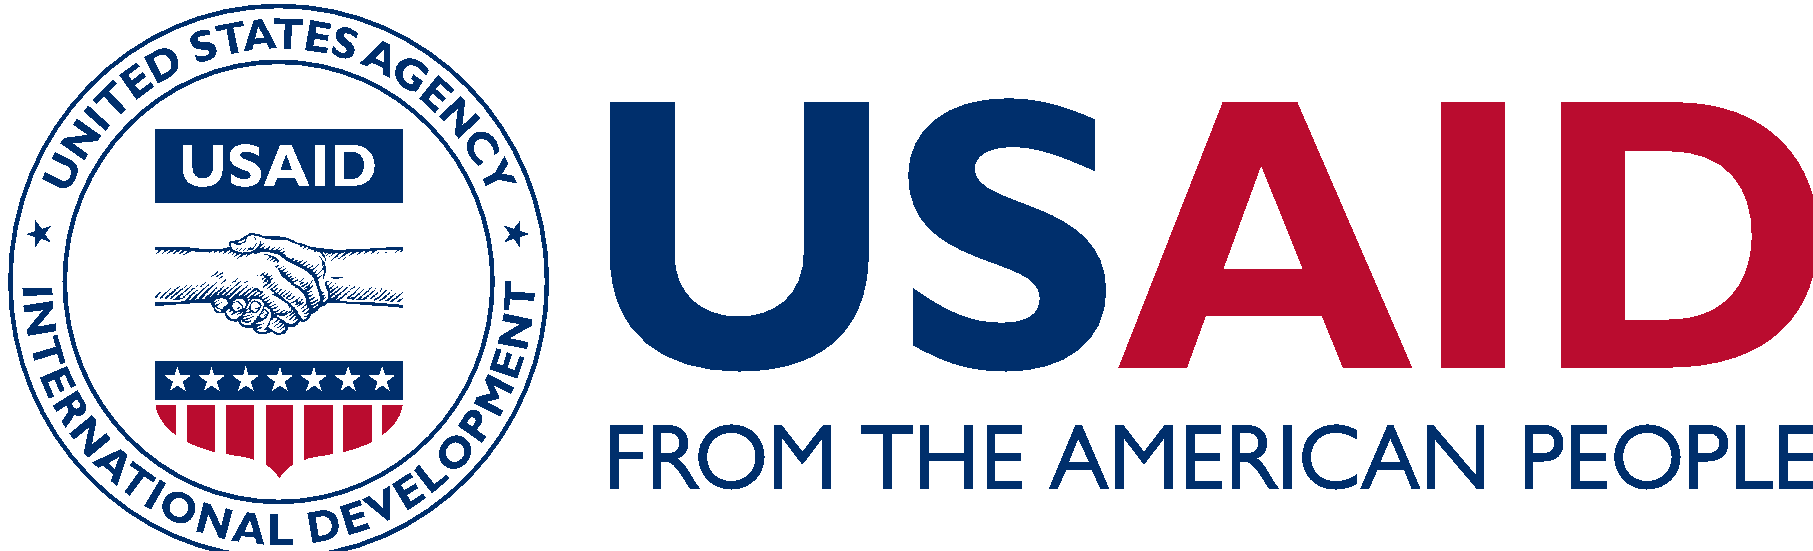 UNITED STATES AGENCY
INTERNATIONAL DEVELOPMENT
USAID
USAID
FROM THE AMERICAN PEOPLE